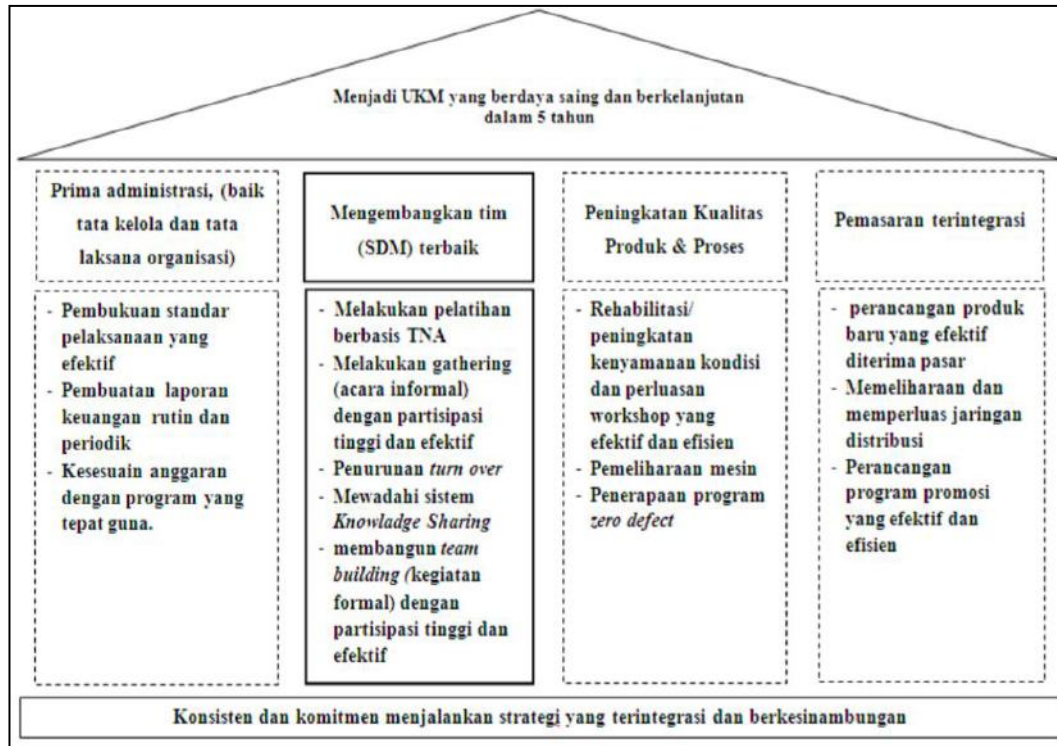 Menjadi UKM yang berdaya saing dan berkelanjutan
dalam 5 tahun
Prima administrasi, (baik
tata kelola dan tata
laksana organisasi)
- Pembukuan standar
pelaksanaan yang
efektif
- Pembuatan laporan
keuangan rutin dan
periodik
- Kesesuain anggaran
dengan program yang
tepat guna.
Mengembangkan tim
(SDM) terbaik
- Melakukan pelatihan
berbasis TNA
- Melakukan gathering
(acara informal)
dengan partisipasi
tinggi dan efektif
- Penurunan turn over
- Mewadahi sistem
Knowladge Sharing
- membangun team
building (kegiatan
formal) dengan
partisipasi tinggi dan
efektif
Peningkatan Kualitas
Produk & Proses
- Rehabilitasi/
peningkatan
kenyamanan kondisi
dan perluasan
workshop yang
efektif dan efisien
- Pemeliharaan mesin
- Penerapaan program
zero defect
Pemasaran terintegrasi
- perancangan produk
baru yang efektif
diterima pasar
- Memeliharaan dan
memperluas jaringan
distribusi
- Perancangan
program promosi
yang efektif dan
efisien
Konsisten dan komitmen menjalankan strategi yang terintegrasi dan berkesinambungan